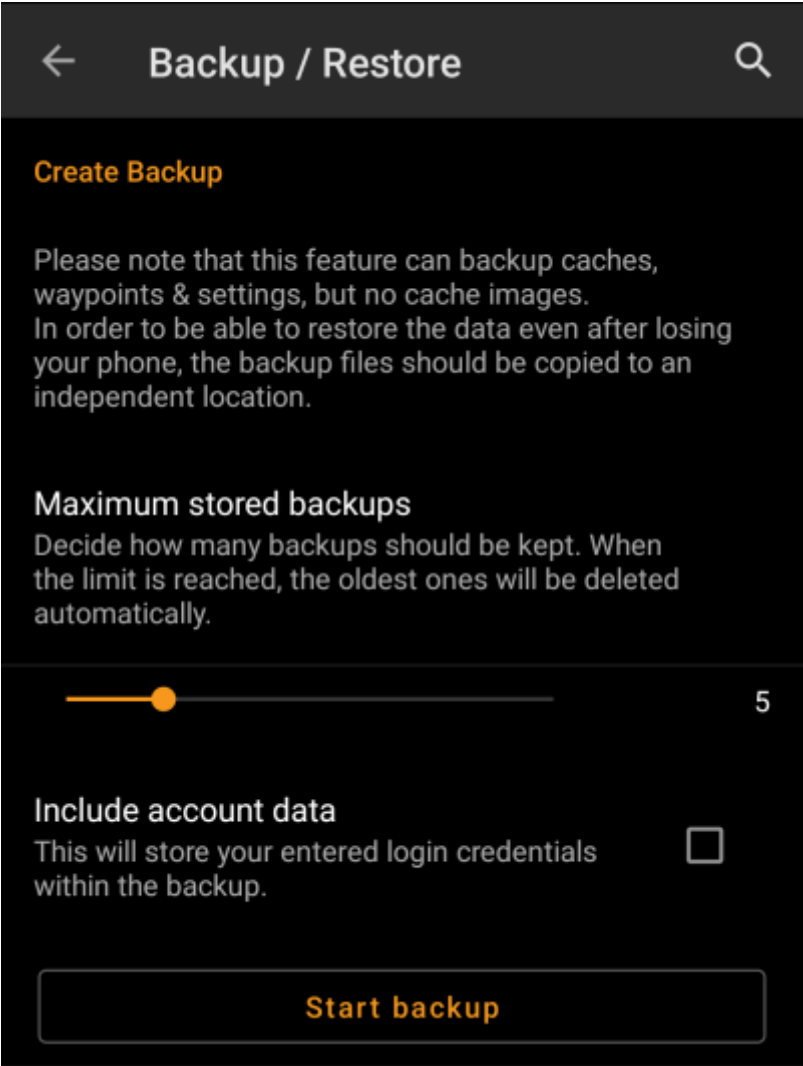 Backup / Restore
Create Backup
Please note that this feature can backup caches,
waypoints & settings, but no cache images.
In order to be able to restore the data even after losing
your phone, the backup files should be copied to an
independent location.
Maximum stored backups
Decide how many backups should be kept. When
the limit is reached, the oldest ones will be deleted
automatically.
5
Include account data
This will store your entered login credentials
within the backup.
Start backup